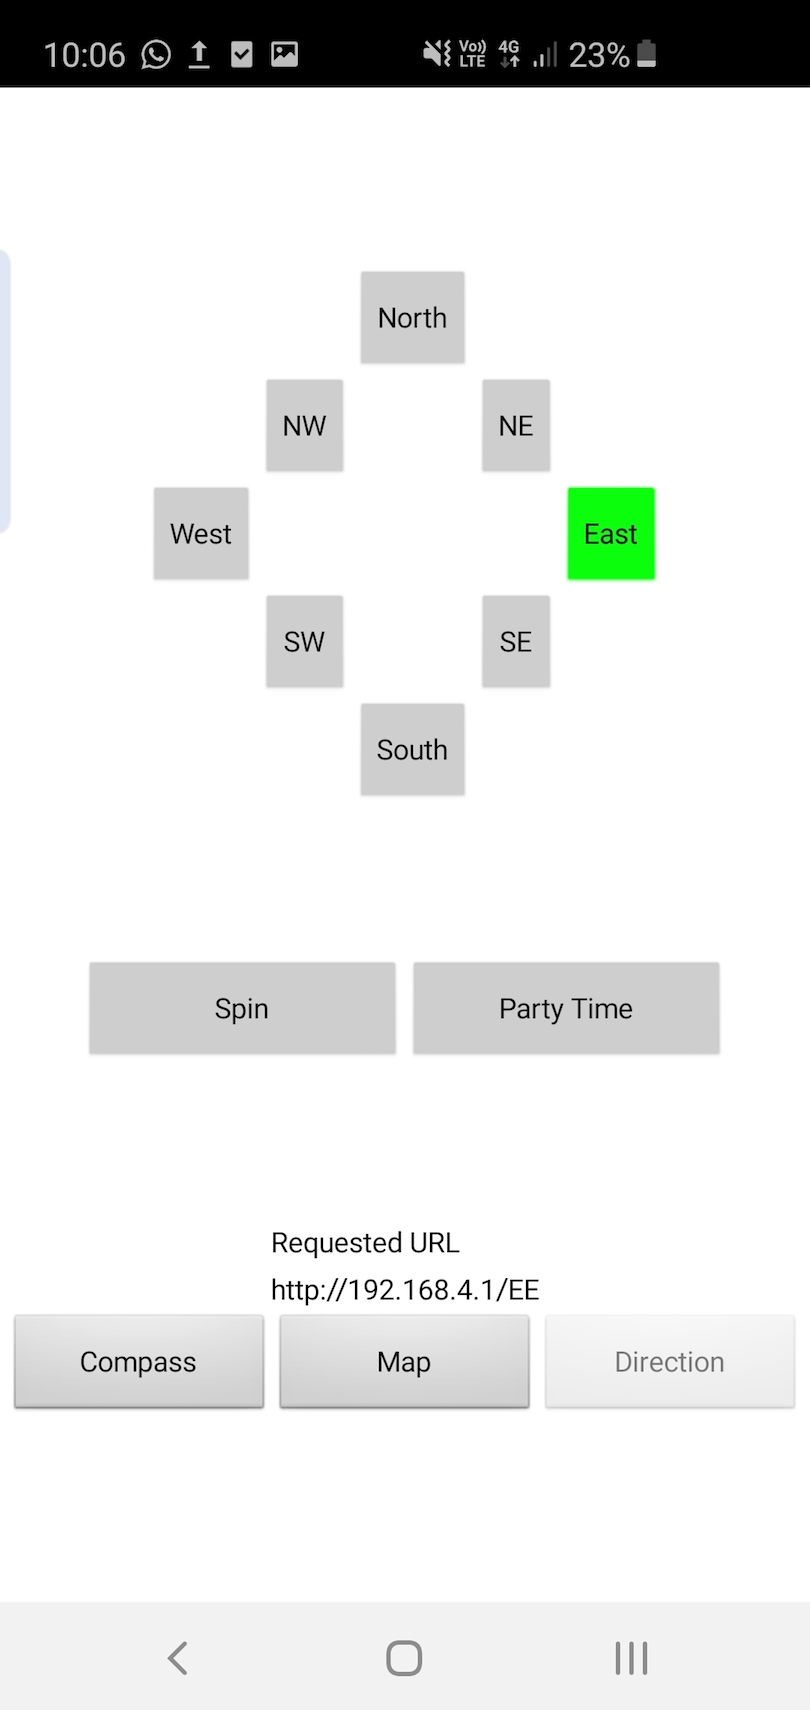 10:06 Vo)) LTE 4G 23%
North
NW NE
West East
SW SE
South
Spin Party Time
Requested URL
http://192.168.4.1/EE
Compass Map Direction